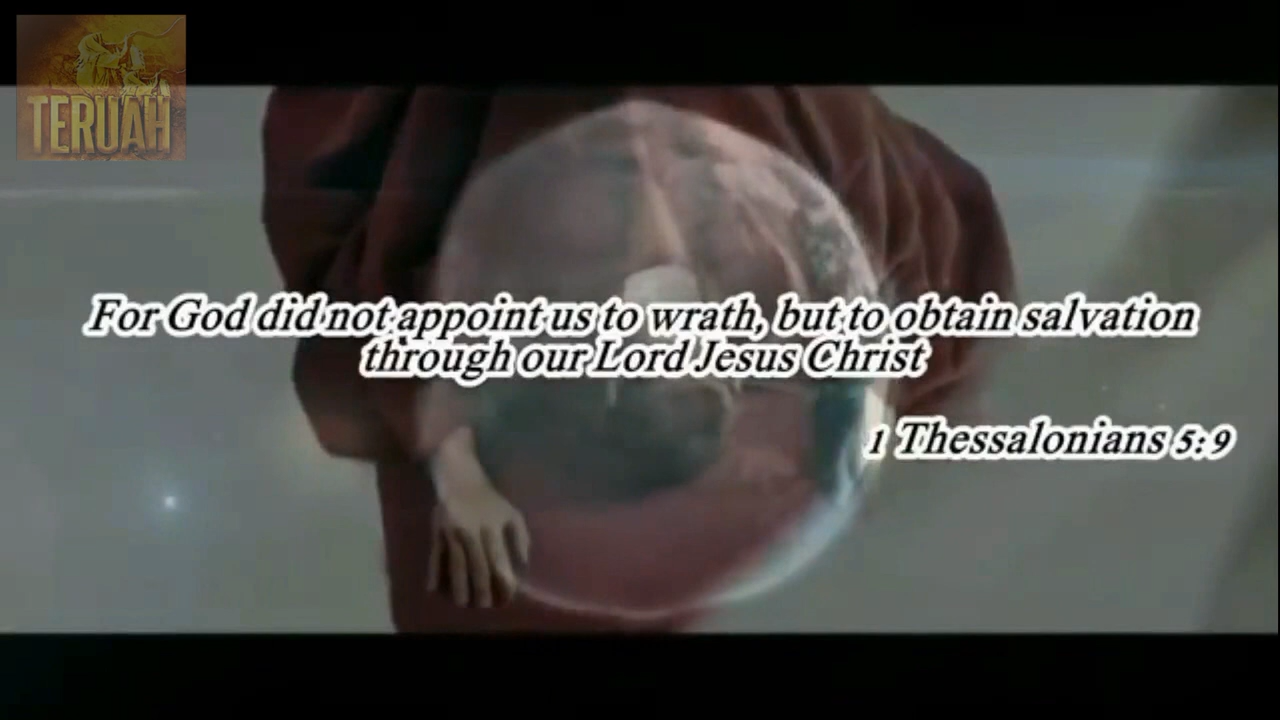 TERUAH
For God did not appoint us to wrath, but to obtain salvation
through our Lord Jesus Christ
1 Thessalonians 5:9